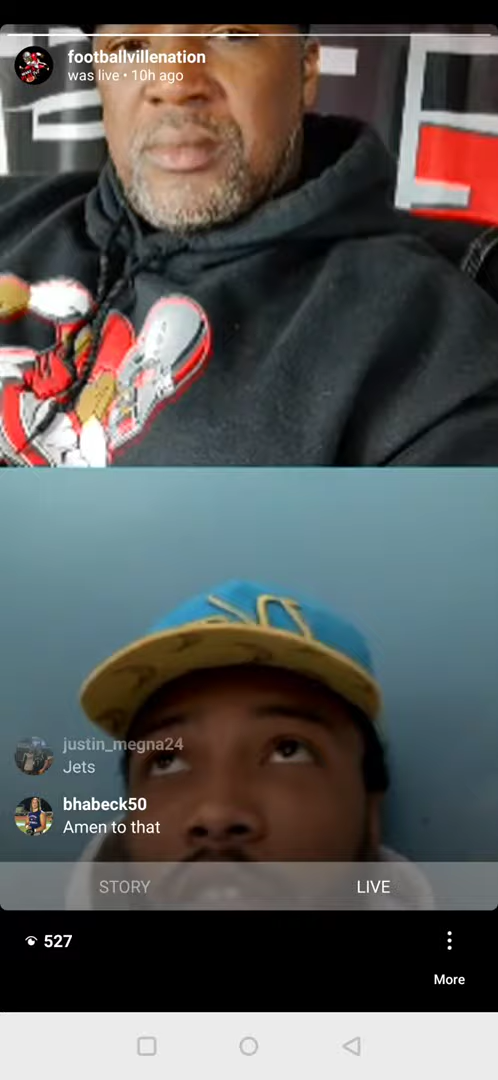 footballvillenation
was live • 10h ago
justin_megna24
Jets
bhabeck50
Amen to that
STORY
LIVE
527
More